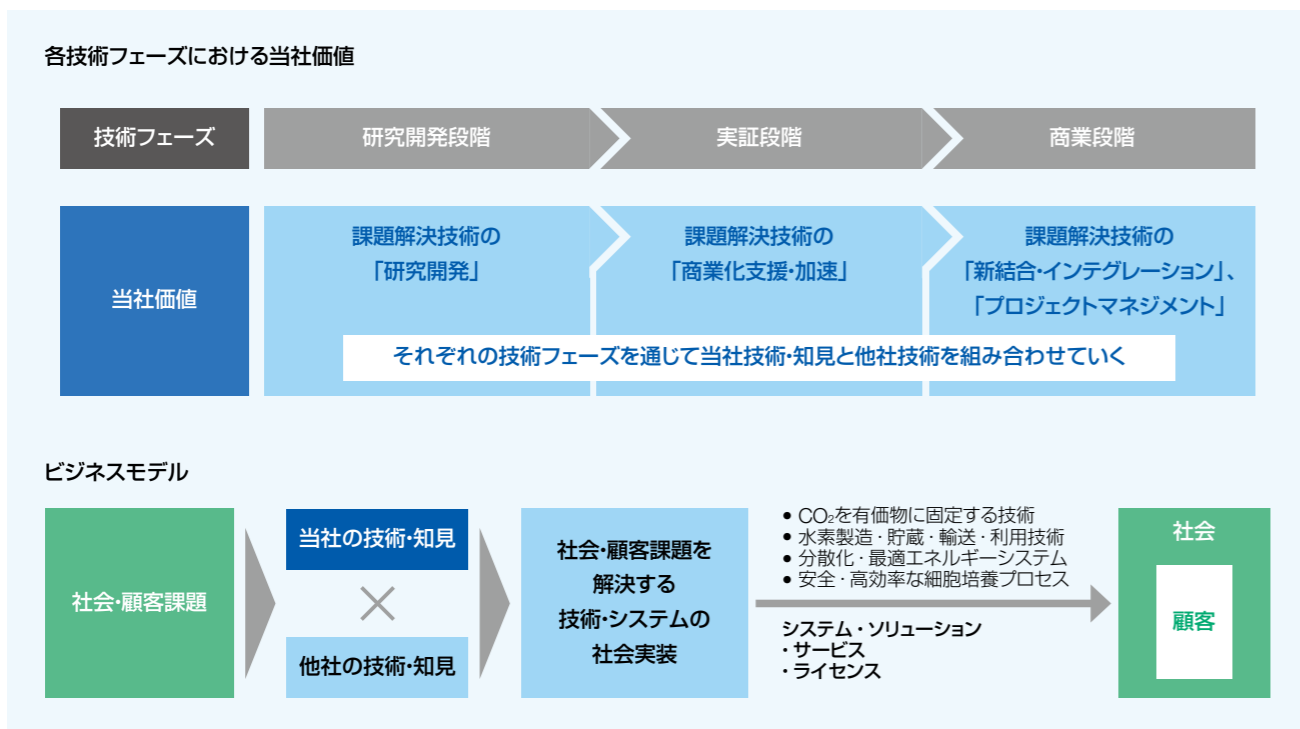 各技術フェーズにおける当社価値
技術フェーズ
研究開発段階
実証段階
商業段階
当社価値
課題解決技術の
「研究開発」
課題解決技術の
「商業化支援・加速」
課題解決技術の
「新結合・インテグレーション」、
「プロジェクトマネジメント」
それぞれの技術フェーズを通じて当社技術・知見と他社技術を組み合わせていく
ビジネスモデル
社会・顧客課題
当社の技術・知見
×
他社の技術・知見
社会・顧客課題を
解決する
技術・システムの
社会実装
● CO₂を有価物に固定する技術
● 水素製造・貯蔵・輸送・利用技術
● 分散化・最適エネルギーシステム
● 安全・高効率な細胞培養プロセス
システム・ソリューション
・サービス
・ライセンス
社会
顧客